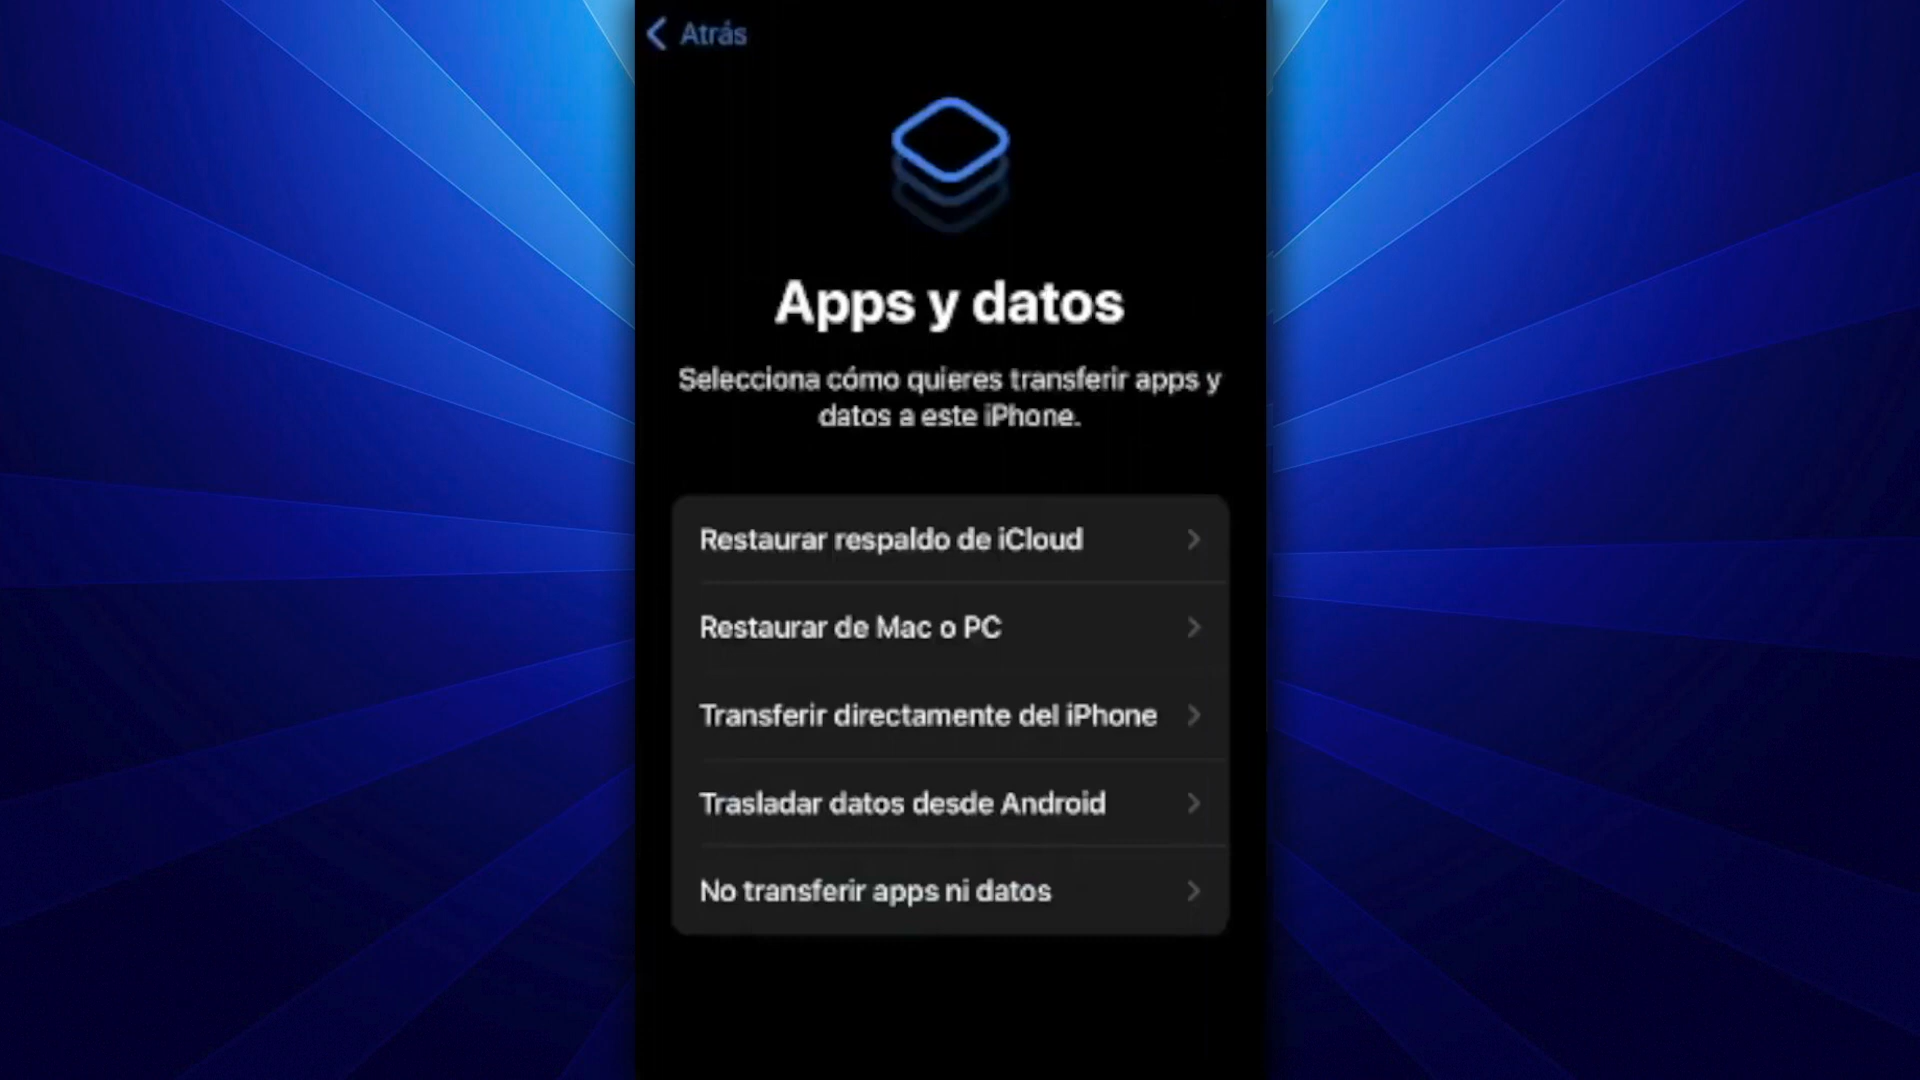 Atrás
Apps y datos
Selecciona cómo quieres transferir apps y
datos a este iPhone.
Restaurar respaldo de iCloud
Restaurar de Mac o PC
Transferir directamente del iPhone
Trasladar datos desde Android
No transferir apps ni datos